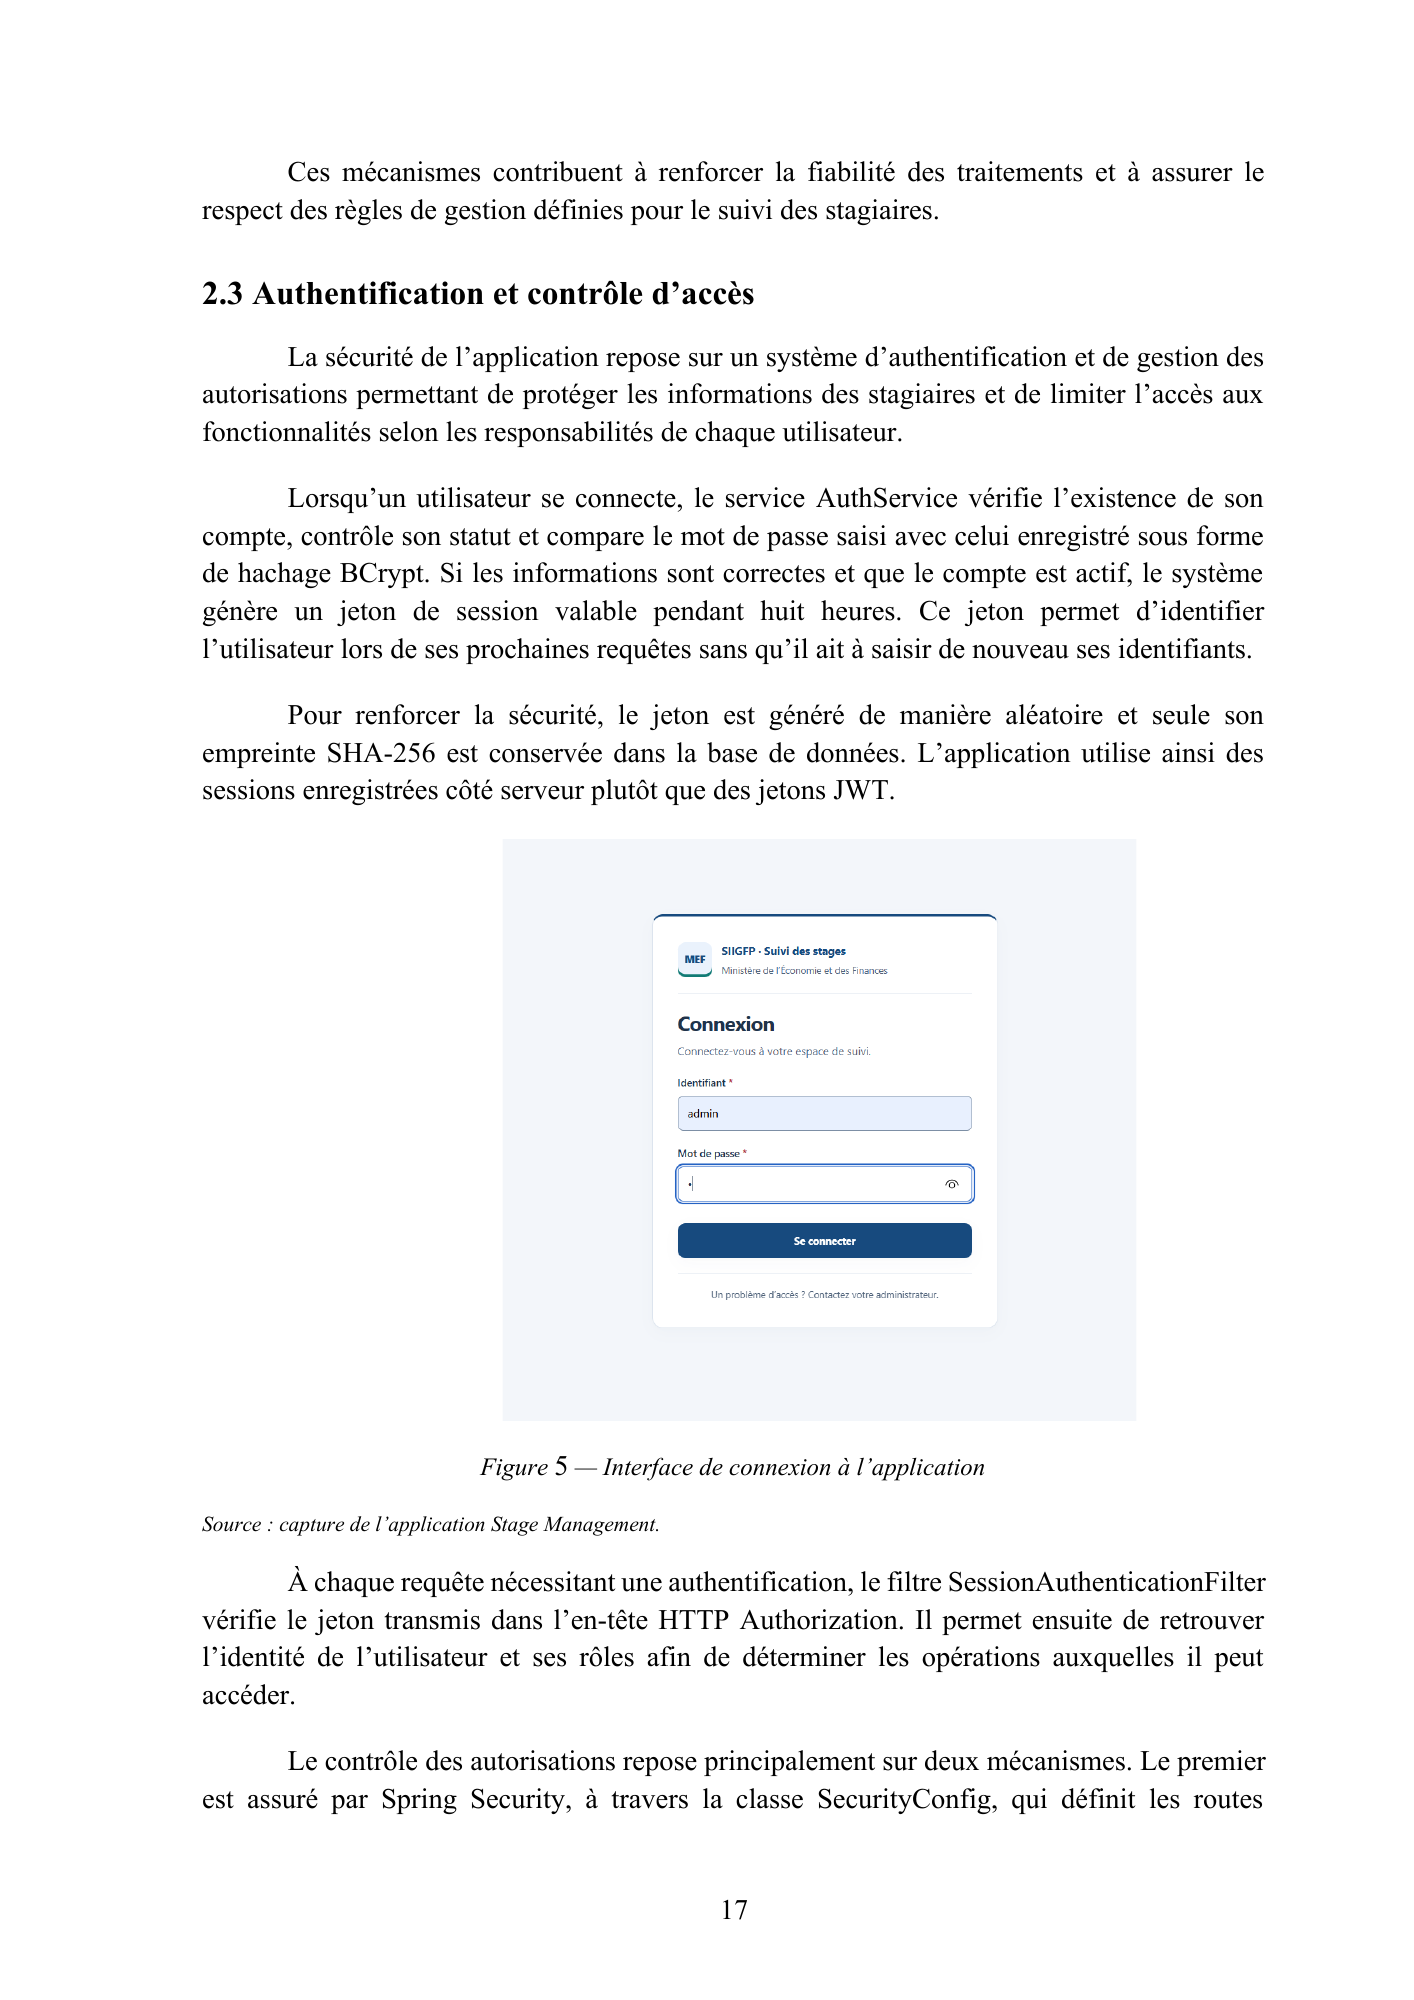 Ces mécanismes contribuent à renforcer la fiabilité des traitements et à assurer le
respect des règles de gestion définies pour le suivi des stagiaires.
2.3 Authentification et contrôle d’accès
La sécurité de l’application repose sur un système d’authentification et de gestion des
autorisations permettant de protéger les informations des stagiaires et de limiter l’accès aux
fonctionnalités selon les responsabilités de chaque utilisateur.
Lorsqu’un utilisateur se connecte, le service AuthService vérifie l’existence de son
compte, contrôle son statut et compare le mot de passe saisi avec celui enregistré sous forme
de hachage BCrypt. Si les informations sont correctes et que le compte est actif, le système
génère un jeton de session valable pendant huit heures. Ce jeton permet d’identifier
l’utilisateur lors de ses prochaines requêtes sans qu’il ait à saisir de nouveau ses identifiants.
Pour renforcer la sécurité, le jeton est généré de manière aléatoire et seule son
empreinte SHA-256 est conservée dans la base de données. L’application utilise ainsi des
sessions enregistrées côté serveur plutôt que des jetons JWT.
MEF
SIIGFP · Suivi des stages
Ministère de l’Économie et des Finances
Connexion
Connectez-vous à votre espace de suivi.
Identifiant *
admin
Mot de passe *
•
Se connecter
Un problème d’accès ? Contactez votre administrateur.
Figure 5 — Interface de connexion à l’application
Source : capture de l’application Stage Management.
À chaque requête nécessitant une authentification, le filtre SessionAuthenticationFilter
vérifie le jeton transmis dans l’en-tête HTTP Authorization. Il permet ensuite de retrouver
l’identité de l’utilisateur et ses rôles afin de déterminer les opérations auxquelles il peut
accéder.
Le contrôle des autorisations repose principalement sur deux mécanismes. Le premier
est assuré par Spring Security, à travers la classe SecurityConfig, qui définit les routes
17